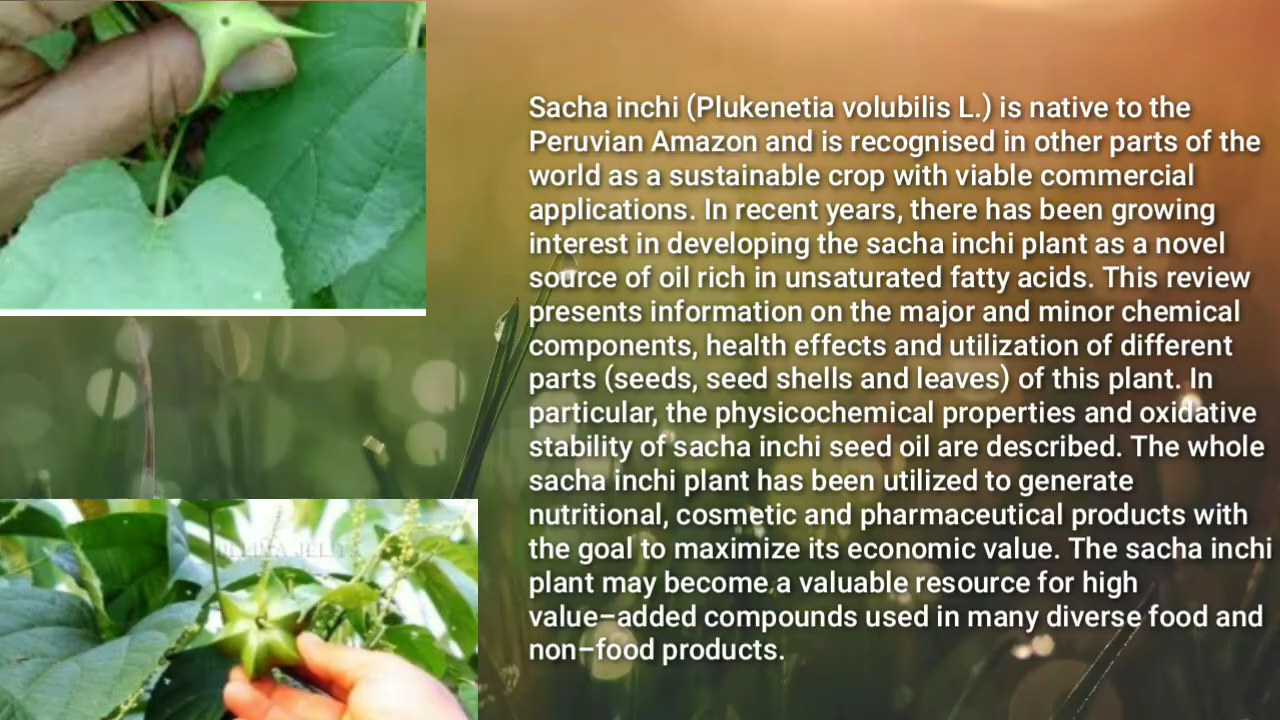 Sacha inchi (Plukenetia volubilis L.) is native to the
Peruvian Amazon and is recognised in other parts of the
world as a sustainable crop with viable commercial
applications. In recent years, there has been growing
interest in developing the sacha inchi plant as a novel
source of oil rich in unsaturated fatty acids. This review
presents information on the major and minor chemical
components, health effects and utilization of different
parts (seeds, seed shells and leaves) of this plant. In
particular, the physicochemical properties and oxidative
stability of sacha inchi seed oil are described. The whole
sacha inchi plant has been utilized to generate
nutritional, cosmetic and pharmaceutical products with
the goal to maximize its economic value. The sacha inchi
plant may become a valuable resource for high
value–added compounds used in many diverse food and
non–food products.